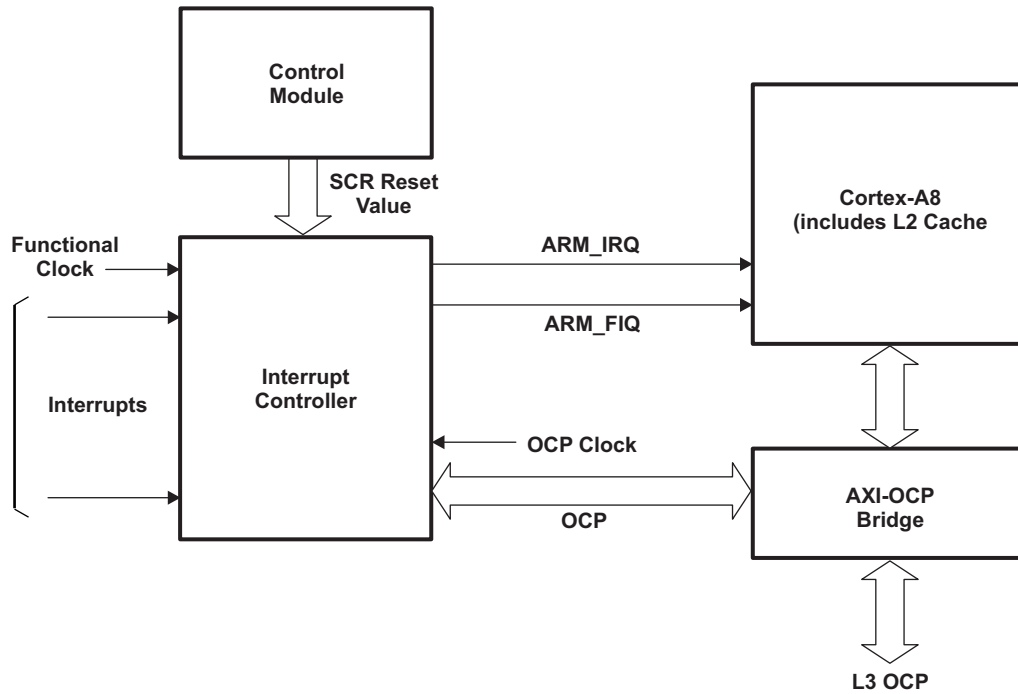 Control
Module
SCR Reset
Value
Cortex-A8
(includes L2 Cache
Functional
Clock
ARM_IRQ
ARM_FIQ
Interrupts
Interrupt
Controller
OCP Clock
OCP
AXI-OCP
Bridge
L3 OCP